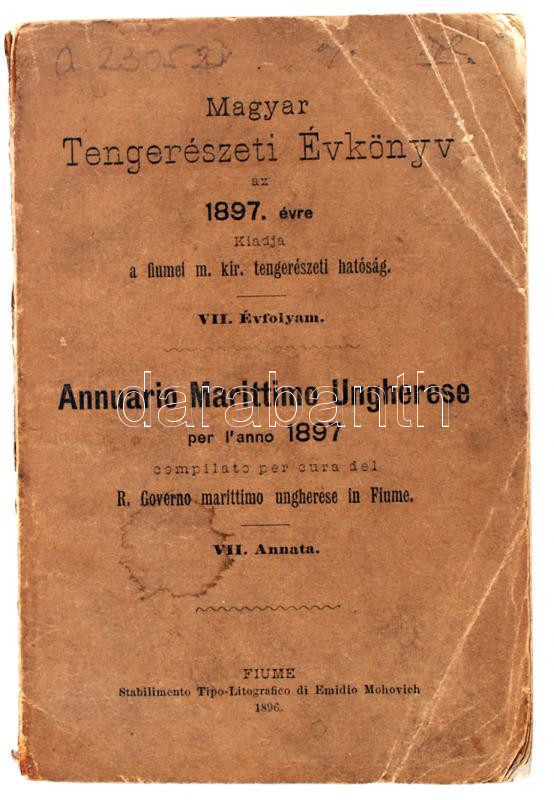 Magyar
Tengerészeti Évkönyv
az
1897. évre
Kiadja
a fiumei m. kir. tengerészeti hatóság.
VII. Évfolyam.
Annuario Marittimo Ungherese
darabanth
per l'anno 1897
compilato per cura del
R. Governo marittimo ungherese in Fiume.
VII. Annata.
FIUME
Stabilimento Tipo-Litografico di Emidio Mohovich
1896.